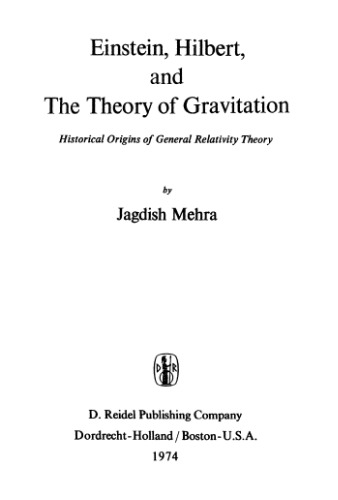 Einstein, Hilbert,
and
The Theory of Gravitation
Historical Origins of General Relativity Theory
by
Jagdish Mehra
D R
D. Reidel Publishing Company
Dordrecht-Holland / Boston-U.S.A.
1974